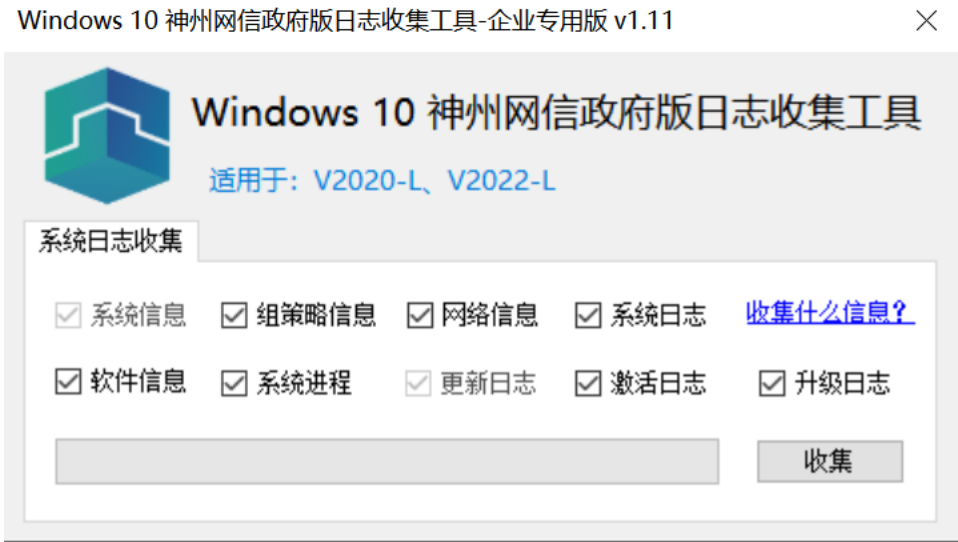 Windows 10 神州网信政府版日志收集工具-企业专用版 v1.11
Windows 10 神州网信政府版日志收集工具
适用于：V2020-L、V2022-L
系统日志收集
系统信息 组策略信息 网络信息 系统日志 收集什么信息？
软件信息 系统进程 更新日志 激活日志 升级日志
收集